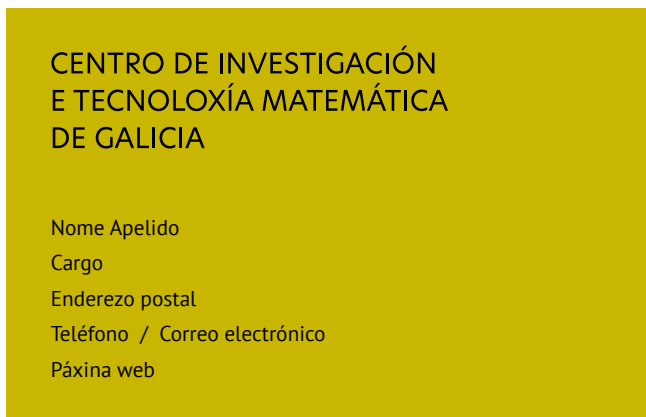 CENTRO DE INVESTIGACIÓN
E TECNOLOXÍA MATEMÁTICA
DE GALICIA
Nome Apelido
Cargo
Enderezo postal
Teléfono / Correo electrónico
Páxina web